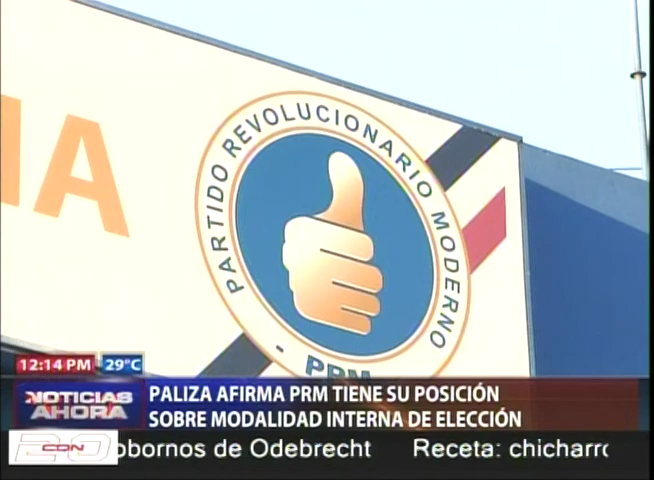 PARTIDO REVOLUCIONARIO MODERNO
- PRM
12:14 PM 29°C
NOTICIAS AHORA
PALIZA AFIRMA PRM TIENE SU POSICIÓN
SOBRE MODALIDAD INTERNA DE ELECCIÓN
CDN
obornos de Odebrecht Receta: chicharro